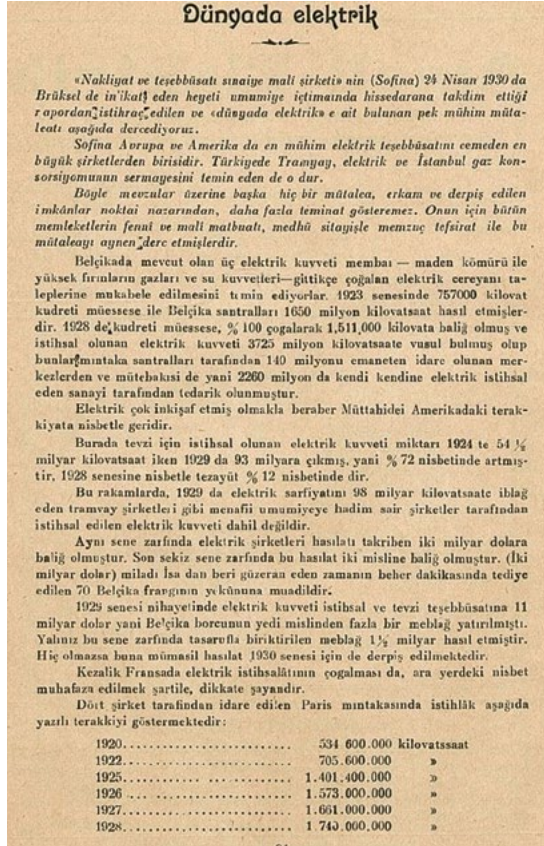 Dünyada elektrik
«Nakliyat ve teşebbüsatı sınaiye mali şirketi» nin (Sofina) 24 Nisan 1930 da
Brüksel de in'ikat eden heyeti umumiye içtimaında hissedarana takdim ettiği
rapordan istihraç edilen ve «dünyada elektrik» e ait bulunan pek mühim müta-
leatı aşağıda dercediyoruz.
Sofina Avrupa ve Amerika da en mühim elektrik teşebbüsatını cemeden en
büyük şirketlerden birisidir. Türkiyede Tramyay, elektrik ve İstanbul gaz kon-
sorsiyomunun sermayesini temin eden de o dur.
Böyle mevzular üzerine başka hiç bir mütalea, erkam ve derpiş edilen
imkânlar noktai nazarından, daha fazla teminat gösteremez. Onun için bütün
memleketlerin fennî ve malî matbuatı, medhü sitayişle memzuç tefsirat ile bu
mütaleayı aynen derc etmişlerdir.
Belçikada mevcut olan üç elektrik kuvveti membaı — maden kömürü ile
yüksek fırınların gazları ve su kuvvetleri—gittikçe çoğalan elektrik cereyanı ta-
leplerine mukabele edilmesini temin ediyorlar. 1923 senesinde 757000 kilovat
kudreti müessese ile Belçika santralları 1650 milyon kilovatsaat hasıl etmişler-
dir. 1928 de kudreti müessese, % 100 çogalarak 1,511,000 kilovata baliğ olmuş ve
istihsal olunan elektrik kuvveti 3725 milyon kilovatsaate vusul bulmuş olup
bunlar mıntaka santralları tarafından 140 milyonu emaneten idare olunan mer-
kezlerden ve mütebakisi de yani 2260 milyon da kendi kendine elektrik istihsal
eden sanayi tarafından tedarik olunmuştur.
Elektrik çok inkişaf etmiş olmakla beraber Müttahidei Amerikadaki terak-
kiyata nisbetle geridir.
Burada tevzi için istihsal olunan elektrik kuvveti miktarı 1924 te 54 ½
milyar kilovatsaat iken 1929 da 93 milyara çıkmış, yani % 72 nisbetinde artmış-
tir, 1928 senesine nisbetle tezayüt % 12 nisbetinde dir.
Bu rakamlarda, 1929 da elektrik sarfiyatını 98 milyar kilovatsaate iblağ
eden tramvay şirketleri gibi menafii umumiyeye hadim sair şirketler tarafından
istihsal edilen elektrik kuvveti dahil değildir.
Aynı sene zarfında elektrik şirketleri hasılatı takriben iki milyar dolara
baliğ olmuştur. Son sekiz sene zarfında bu hasılat iki misline baliğ olmuştur. (İki
milyar dolar) miladı İsa dan beri güzeran eden zamanın beher dakikasında tediye
edilen 70 Belçika frangının yekûnuna muadildir.
1929 senesi nihayetinde elektrik kuvveti istihsal ve tevzi teşebbüsatına 11
milyar dolar yani Belçika borcunun yedi mislinden fazla bir meblağ yatırılmıştı.
Yalınız bu sene zarfında tasarrufla biriktirilen meblağ 1½ milyar hasıl etmiştir.
Hiç olmazsa buna mümasil hasılat 1930 senesi için de derpiş edilmektedir.
Kezalik Fransada elektrik istihsalâtının çogalması da, ara yerdeki nisbet
muhafaza edilmek şartile, dikkate şayandır.
Dört şirket tarafından idare edilen Paris mıntakasında istihlâk aşağıda
yazılı terakkiyi göstermektedir:
1920.......................... 534 600.000 kilovatssaat
1922.......................... 705.600.000 »
1925.......................... 1.401.400.000 »
1926.......................... 1.573.000.000 »
1927.......................... 1.661.000.000 »
1928.......................... 1 740.000.000 »